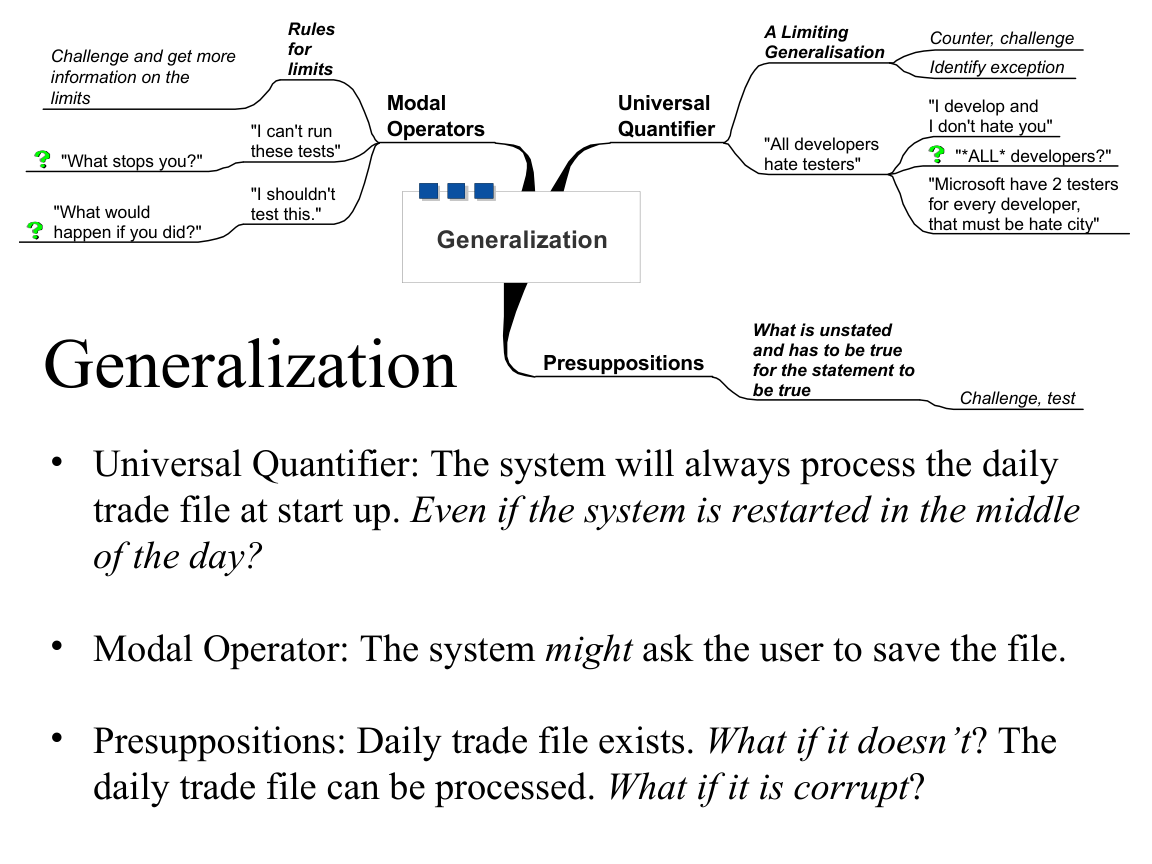 Rules
for
limits
Challenge and get more
information on the
limits
Modal
Operators
"I can't run
these tests"
"What stops you?"
"I shouldn't
test this."
"What would
happen if you did?"
Universal
Quantifier
A Limiting
Generalisation
Counter, challenge
Identify exception
"All developers
hate testers"
"I develop and
I don't hate you"
"*ALL* developers?"
"Microsoft have 2 testers
for every developer,
that must be hate city"
Generalization
Presuppositions
What is unstated
and has to be true
for the statement to
be true
Challenge, test
Generalization
• Universal Quantifier: The system will always process the daily
trade file at start up. Even if the system is restarted in the middle
of the day?
• Modal Operator: The system might ask the user to save the file.
• Presuppositions: Daily trade file exists. What if it doesn’t? The
daily trade file can be processed. What if it is corrupt?